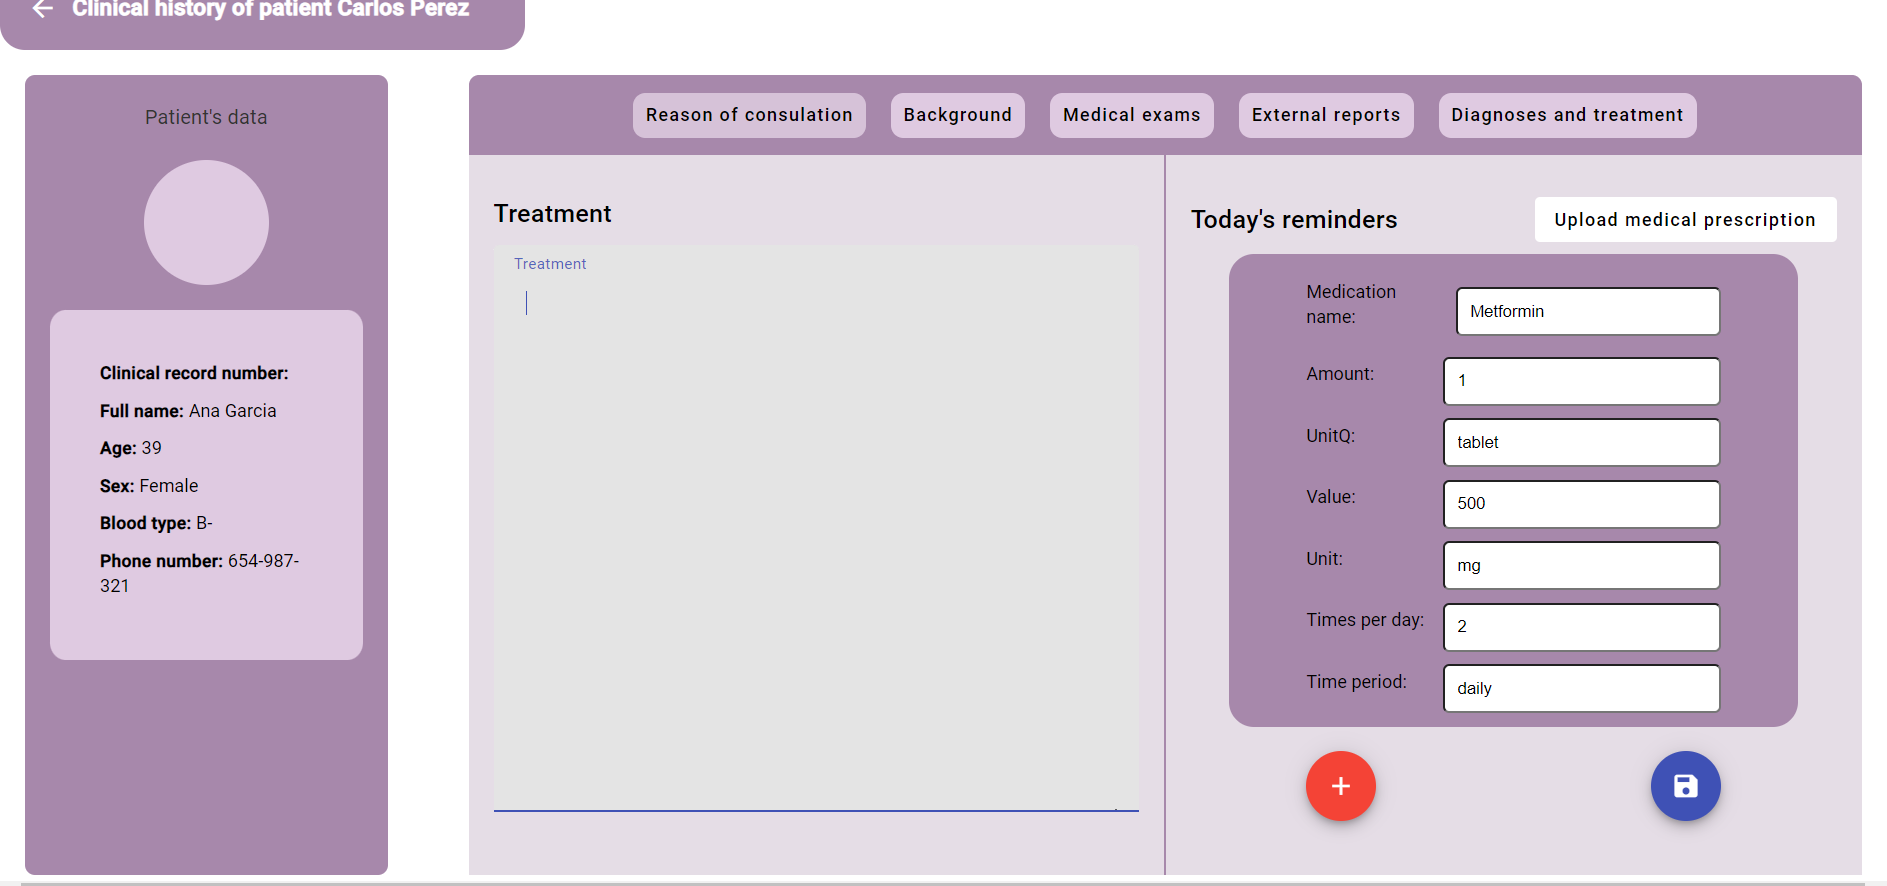 Clinical history of patient Carlos Perez
Patient's data
Clinical record number:
Full name: Ana Garcia
Age: 39
Sex: Female
Blood type: B-
Phone number: 654-987-
321
Reason of consulation
Background
Medical exams
External reports
Diagnoses and treatment
Treatment
Treatment
Today's reminders
Upload medical prescription
Medication
name:
Metformin
Amount:
1
UnitQ:
tablet
Value:
500
Unit:
mg
Times per day:
2
Time period:
daily